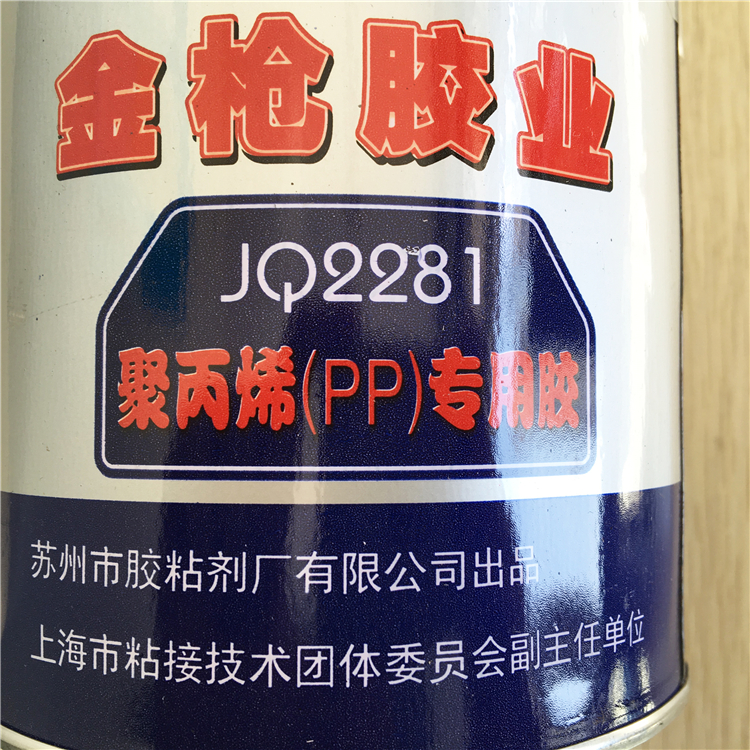 金枪胶业
JQ2281
聚丙烯(PP)专用胶
苏州市胶粘剂厂有限公司出品
上海市粘接技术团体委员会副主任单位